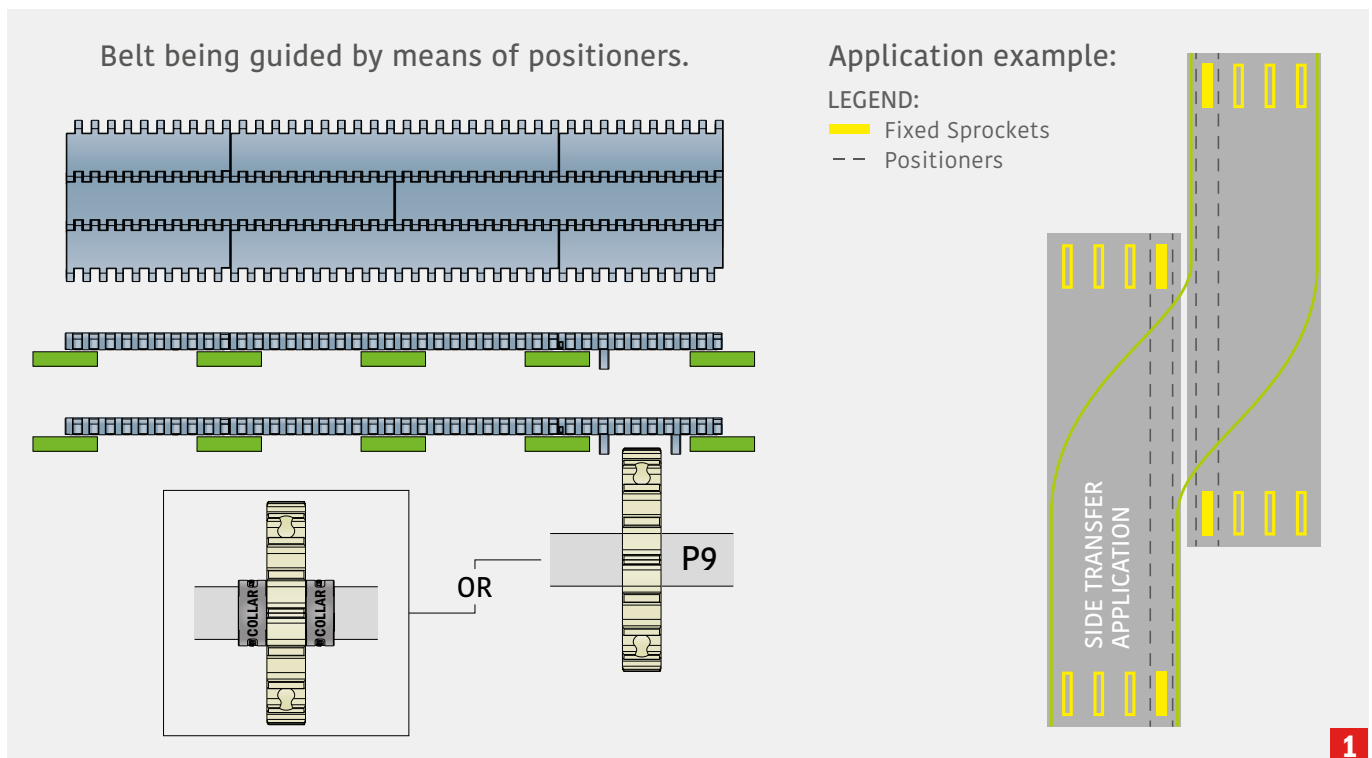 Belt being guided by means of positioners.
Application example:
LEGEND:
Fixed Sprockets
Positioners
@COLLAR@
@COLLAR@
OR
P9
SIDE TRANSFER
APPLICATION
1